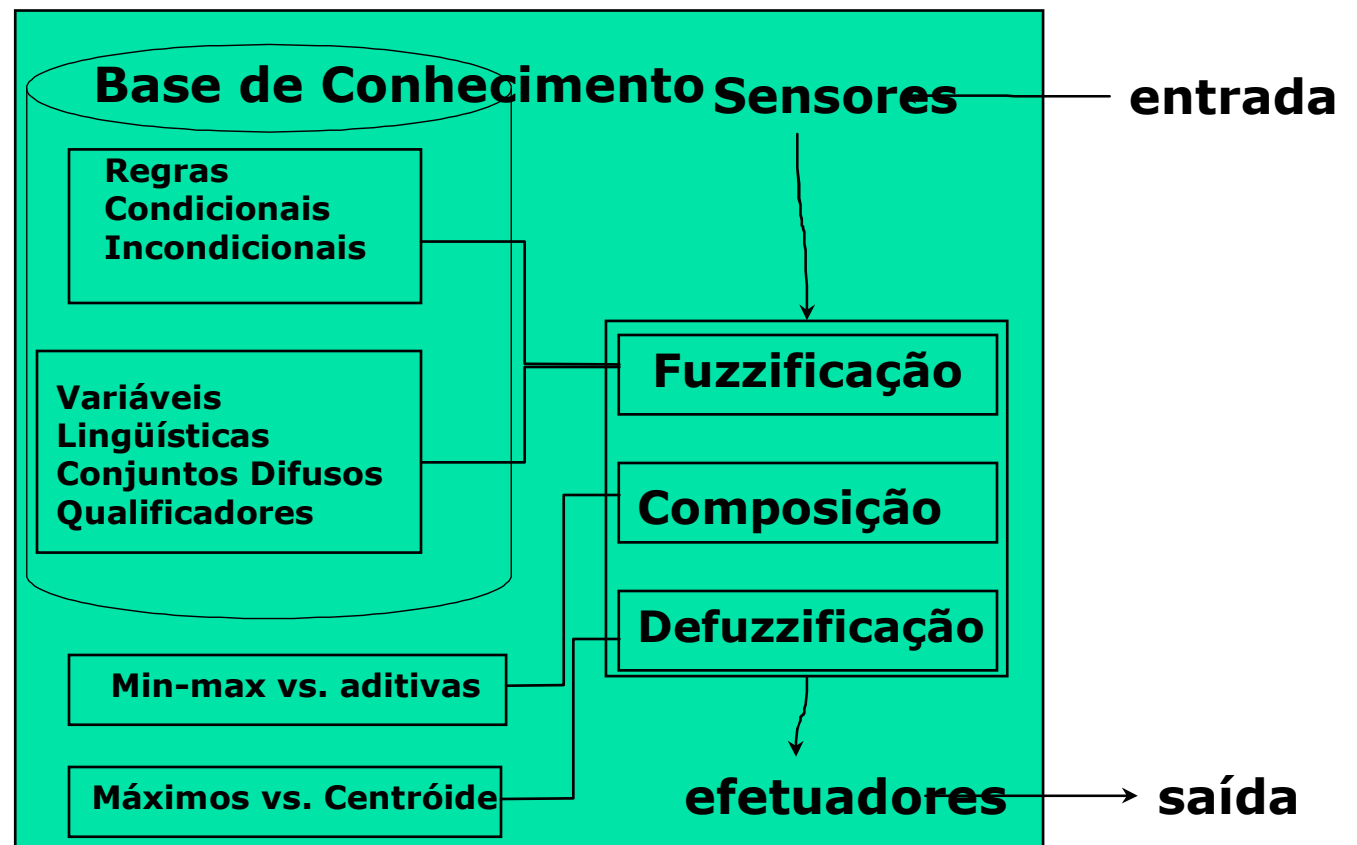 Base de Conhecimento
Sensores
entrada
Regras
Condicionais
Incondicionais
Variáveis
Lingüísticas
Conjuntos Difusos
Qualificadores
Fuzzificação
Composição
Defuzzificação
Min-max vs. aditivas
Máximos vs. Centróide
efetuadores
saída